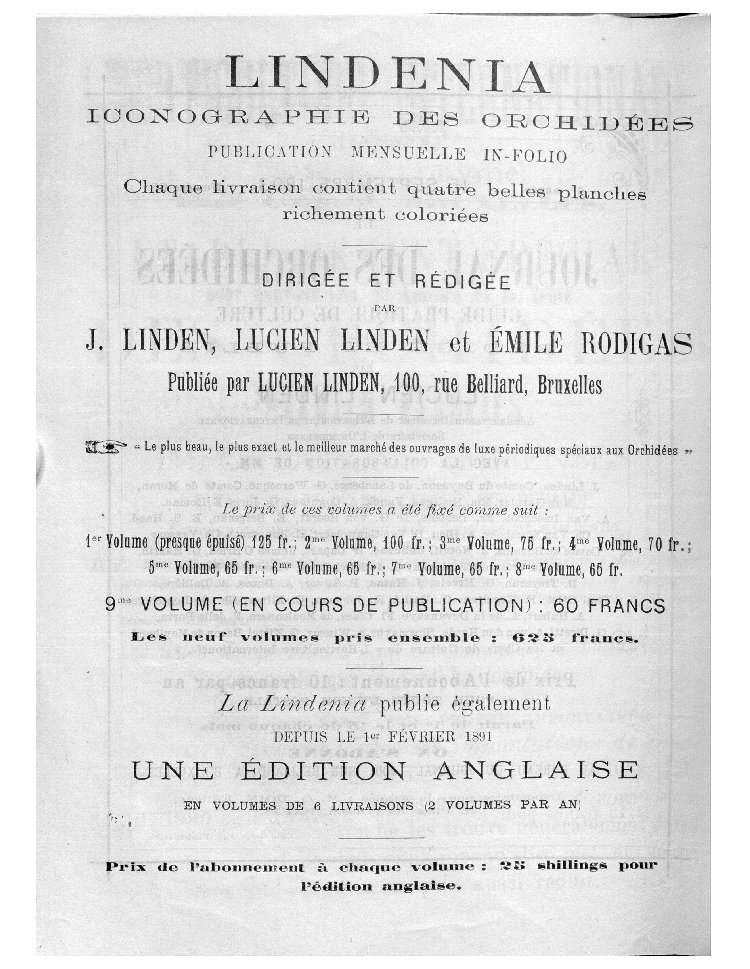 LINDENIA
ICONOGRAPHIE DES ORCHIDÉES
PUBLICATION MENSUELLE IN-FOLIO
Chaque livraison contient quatre belles planches
richement coloriées
DIRIGÉE ET RÉDIGÉE
PAR
J. LINDEN, LUCIEN LINDEN et ÉMILE RODIGAS
Publiée par LUCIEN LINDEN, 100, rue Belliard, Bruxelles
« Le plus beau, le plus exact et le meilleur marché des ouvrages de luxe périodiques spéciaux aux Orchidées »
Le prix de ces volumes a été fixé comme suit :
1er Volume (presque épuisé) 125 fr.; 2me Volume, 100 fr.; 3me Volume, 75 fr.; 4me Volume, 70 fr.;
5me Volume, 65 fr.; 6me Volume, 65 fr.; 7me Volume, 65 fr.; 8me Volume, 65 fr.
9me VOLUME (EN COURS DE PUBLICATION) : 60 FRANCS
Les neuf volumes pris ensemble : 625 francs.
La Lindenia publie également
DEPUIS LE 1er FÉVRIER 1891
UNE ÉDITION ANGLAISE
EN VOLUMES DE 6 LIVRAISONS (2 VOLUMES PAR AN)
Prix de l'abonnement à chaque volume : 25 shillings pour
l'édition anglaise.